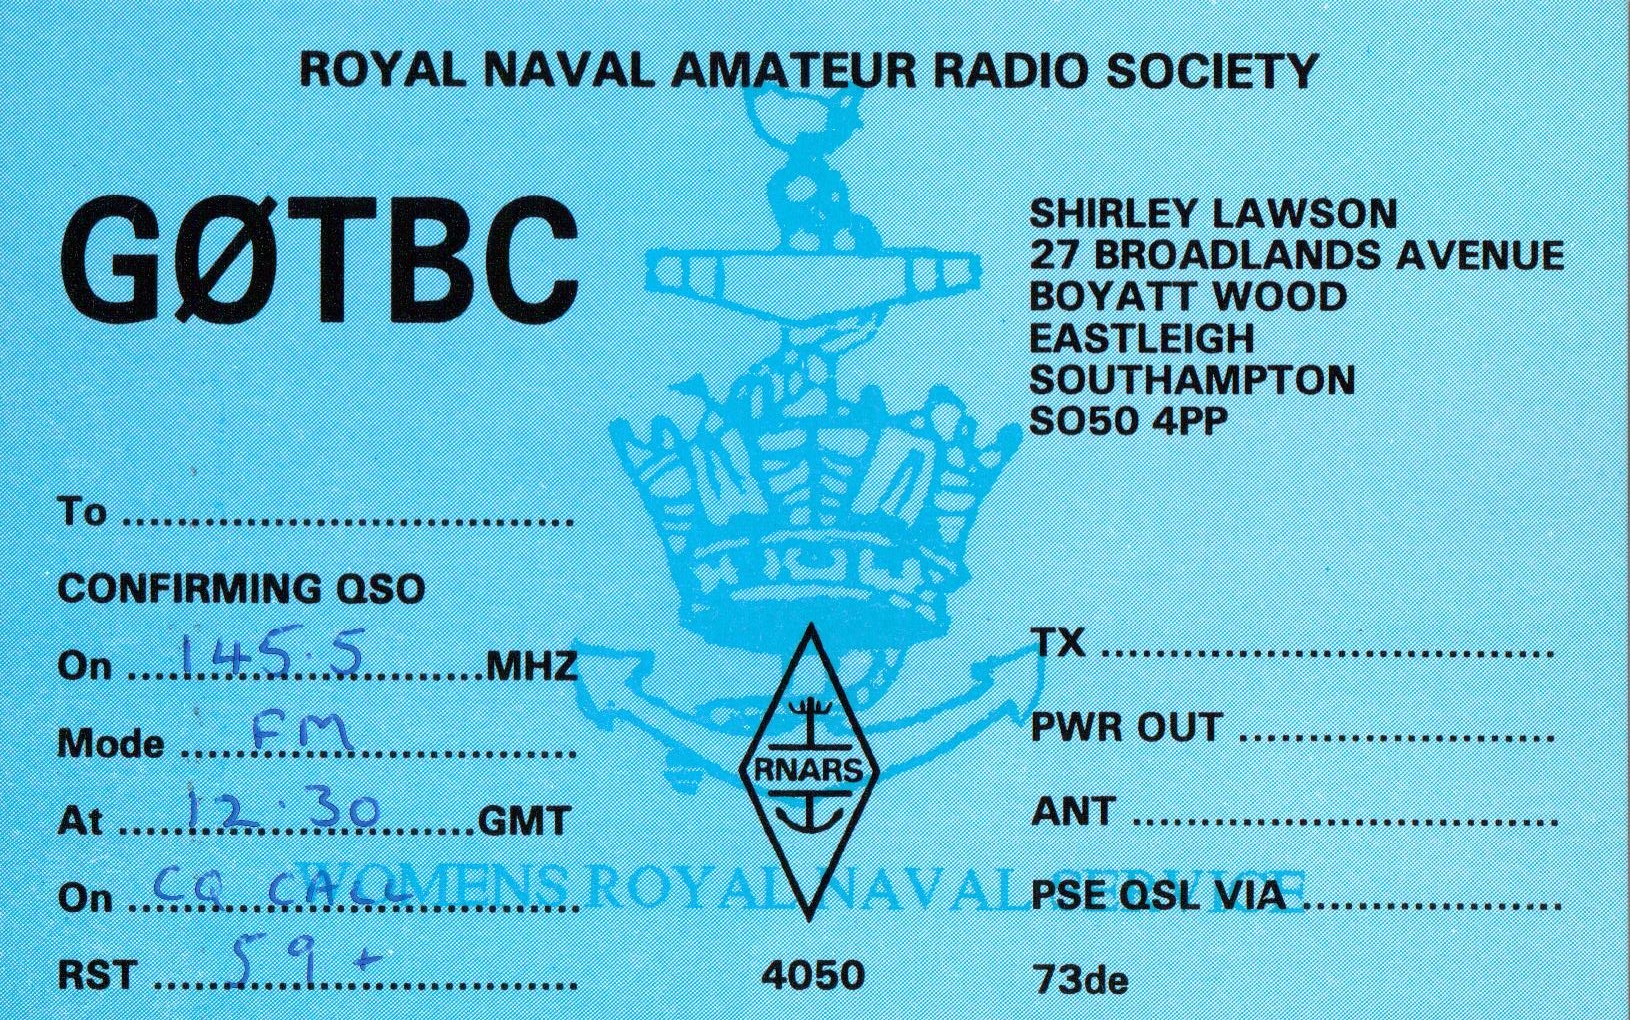 ROYAL NAVAL AMATEUR RADIO SOCIETY
GØTBC
SHIRLEY LAWSON
27 BROADLANDS AVENUE
BOYATT WOOD
EASTLEIGH
SOUTHAMPTON
SO50 4PP
To ..................................
CONFIRMING QSO
On ...145.5...MHZ
Mode ...FM...
At ...12.30...GMT
On ...CQ CALL...
RST ...59+...
WOMENS ROYAL NAVAL SERVICE
RNARS
4050
TX ..................................
PWR OUT ........................
ANT ................................
PSE QSL VIA ....................
73de